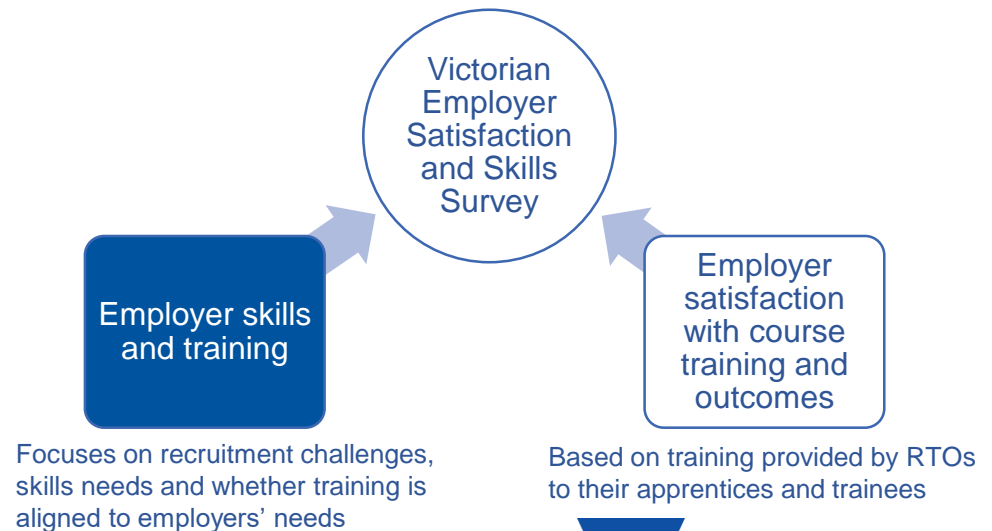 Victorian
Employer
Satisfaction
and Skills
Survey
Employer skills
and training
Employer
satisfaction
with course
training and
outcomes
Focuses on recruitment challenges,
skills needs and whether training is
aligned to employers’ needs
Based on training provided by RTOs
to their apprentices and trainees